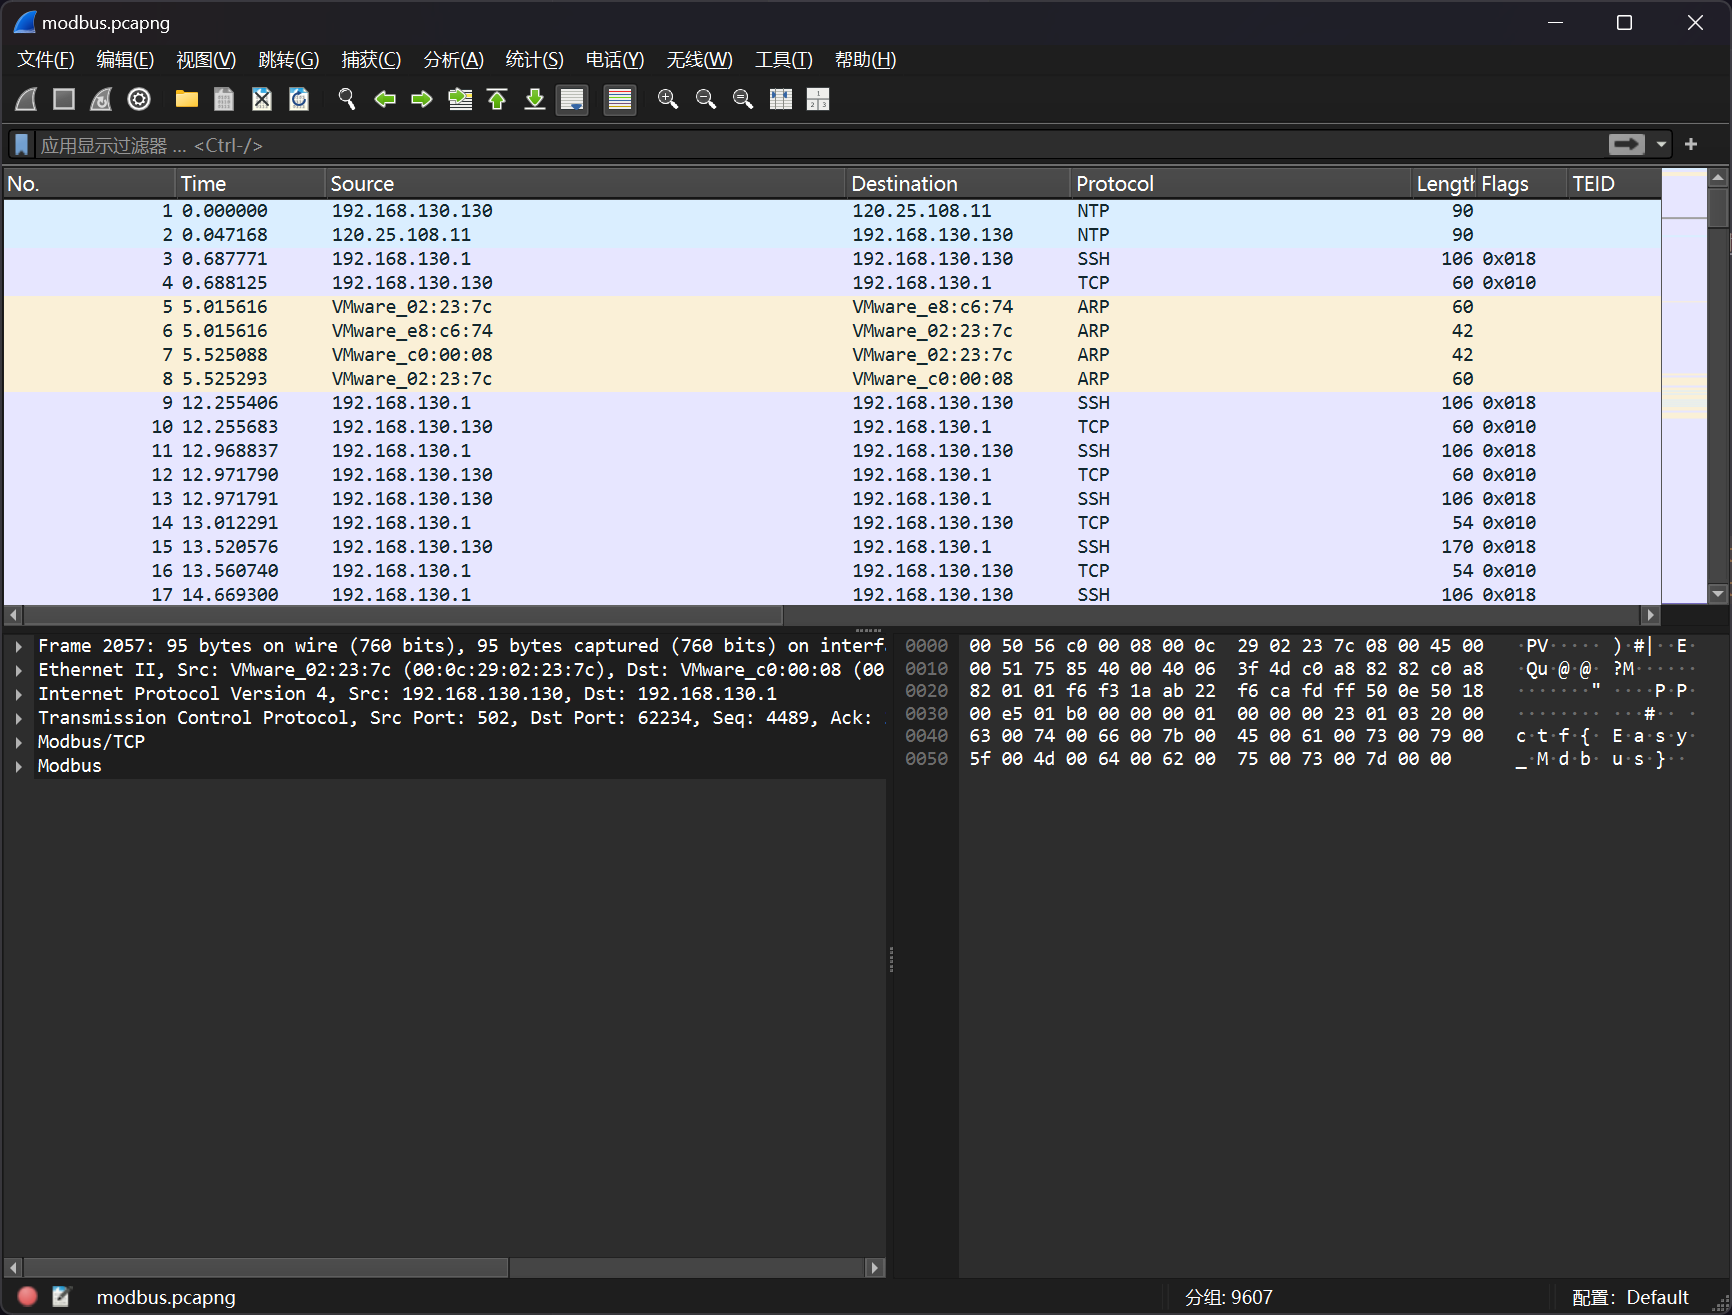 modbus.pcapng
文件(F) 编辑(E) 视图(V) 跳转(G) 捕获(C) 分析(A) 统计(S) 电话(Y) 无线(W) 工具(T) 帮助(H)
应用显示过滤器 … <Ctrl-/>
No. Time Source Destination Protocol Length Flags TEID
1 0.000000 192.168.130.130 120.25.108.11 NTP 90
2 0.047168 120.25.108.11 192.168.130.130 NTP 90
3 0.687771 192.168.130.1 192.168.130.130 SSH 106 0x018
4 0.688125 192.168.130.130 192.168.130.1 TCP 60 0x010
5 5.015616 VMware_02:23:7c VMware_e8:c6:74 ARP 60
6 5.015616 VMware_e8:c6:74 VMware_02:23:7c ARP 42
7 5.525088 VMware_c0:00:08 VMware_02:23:7c ARP 42
8 5.525293 VMware_02:23:7c VMware_c0:00:08 ARP 60
9 12.255406 192.168.130.1 192.168.130.130 SSH 106 0x018
10 12.255683 192.168.130.130 192.168.130.1 TCP 60 0x010
11 12.968837 192.168.130.1 192.168.130.130 SSH 106 0x018
12 12.971790 192.168.130.130 192.168.130.1 TCP 60 0x010
13 12.971791 192.168.130.130 192.168.130.1 SSH 106 0x018
14 13.012291 192.168.130.1 192.168.130.130 TCP 54 0x010
15 13.520576 192.168.130.130 192.168.130.1 SSH 170 0x018
16 13.560740 192.168.130.1 192.168.130.130 TCP 54 0x010
17 14.669300 192.168.130.1 192.168.130.130 SSH 106 0x018
Frame 2057: 95 bytes on wire (760 bits), 95 bytes captured (760 bits) on interf
Ethernet II, Src: VMware_02:23:7c (00:0c:29:02:23:7c), Dst: VMware_c0:00:08 (00
Internet Protocol Version 4, Src: 192.168.130.130, Dst: 192.168.130.1
Transmission Control Protocol, Src Port: 502, Dst Port: 62234, Seq: 4489, Ack:
Modbus/TCP
Modbus
0000 00 50 56 c0 00 08 00 0c 29 02 23 7c 08 00 45 00 ·PV·····)·#|··E·
0010 00 51 75 85 40 00 40 06 3f 4d c0 a8 82 82 c0 a8 ·Qu·@·@·?M······
0020 82 01 01 f6 f3 1a ab 22 f6 ca fd ff 50 0e 50 18 ·······"····P·P·
0030 00 e5 01 b0 00 00 00 01 00 00 00 23 01 03 20 00 ···········#·· ·
0040 63 00 74 00 66 00 7b 00 45 00 61 00 73 00 79 00 c·t·f·{·E·a·s·y·
0050 5f 00 4d 00 64 00 62 00 75 00 73 00 7d 00 00 _·M·d·b·u·s·}··
modbus.pcapng 分组: 9607 配置: Default